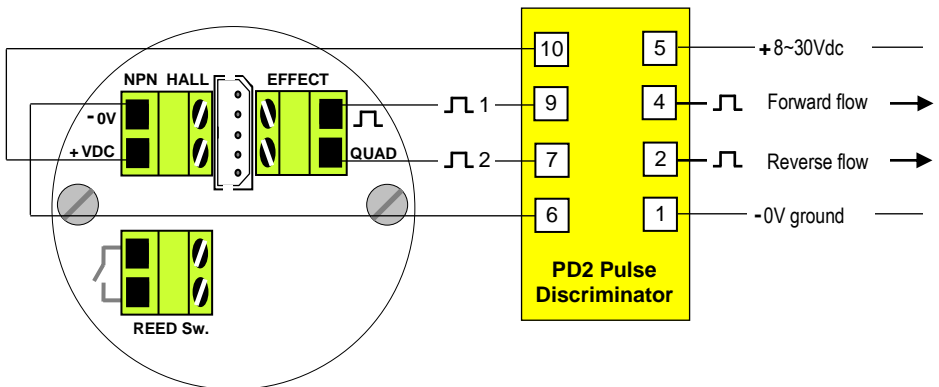 NPN HALL EFFECT
- 0V
+ VDC
QUAD
REED Sw.
1
2
10
9
7
6
5
4
2
1
PD2 Pulse
Discriminator
+ 8~30Vdc
Forward flow
Reverse flow
- 0V ground